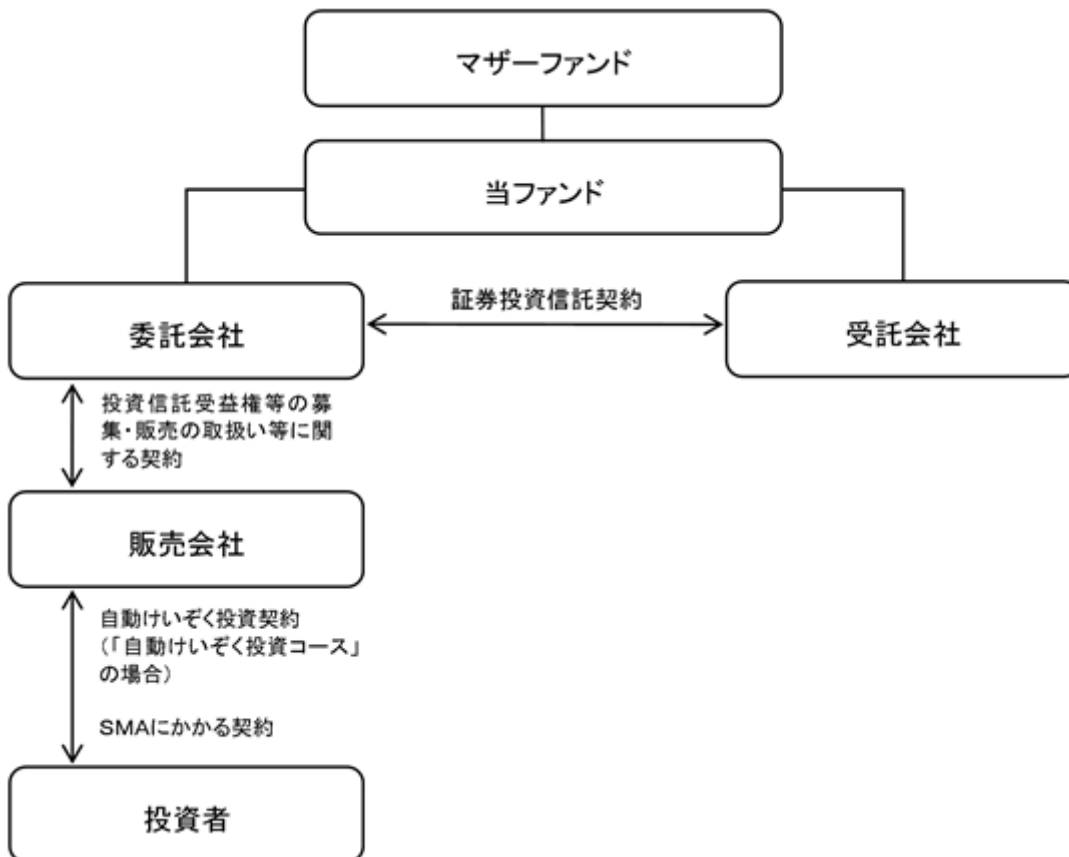 マザーファンド
当ファンド
証券投資信託契約
委託会社
受託会社
投資信託受益権等の募
集・販売の取扱い等に関
する契約
販売会社
自動けいぞく投資契約
(「自動けいぞく投資コース」
の場合)
SMAにかかる契約
投資者